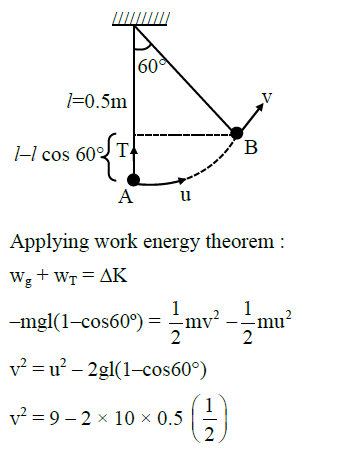 60°
l=0.5m
v
l–l cos 60°
T
B
A
u
Applying work energy theorem :
w_g + w_T = ΔK
–mgl(1–cos60º) = 1/2 mv² – 1/2 mu²
v² = u² – 2gl(1–cos60°)
v² = 9 – 2 × 10 × 0.5 (1/2)